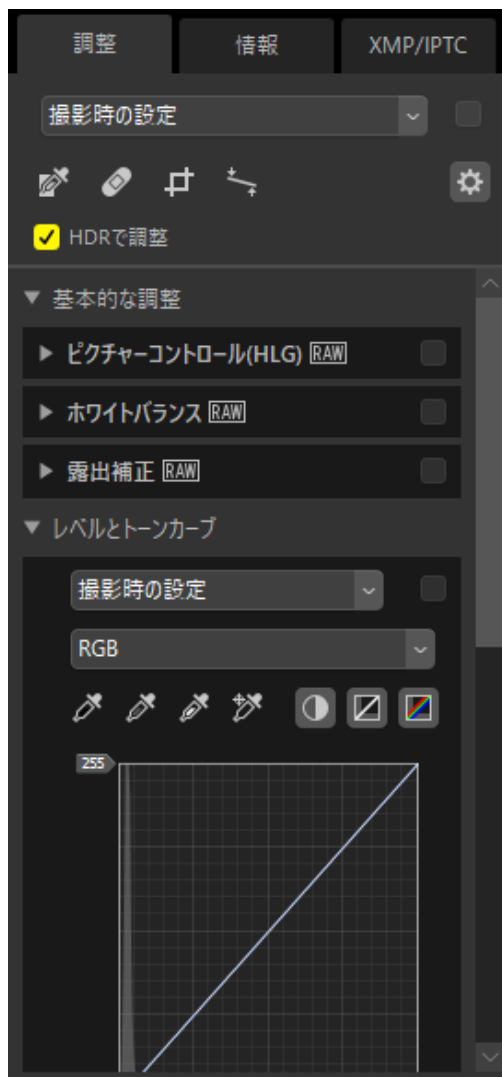 調整
情報
XMP/IPTC
撮影時の設定
HDRで調整
基本的な調整
ピクチャーコントロール(HLG) RAW
ホワイトバランス RAW
露出補正 RAW
レベルとトーンカーブ
撮影時の設定
RGB
255